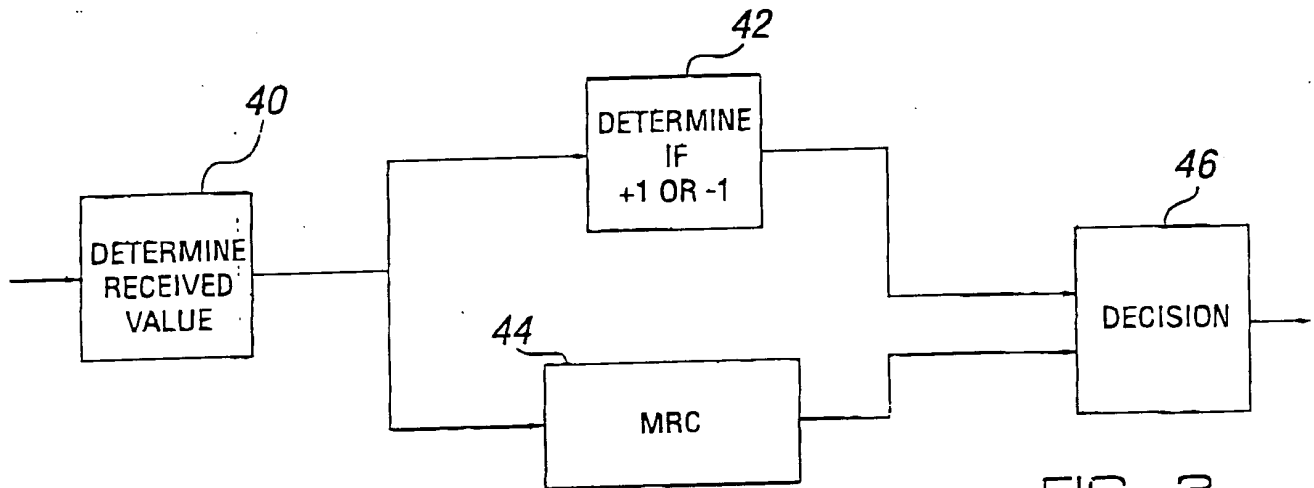 42
40
DETERMINE
IF
+1 OR -1
46
DETERMINE
RECEIVED
VALUE
44
DECISION
MRC